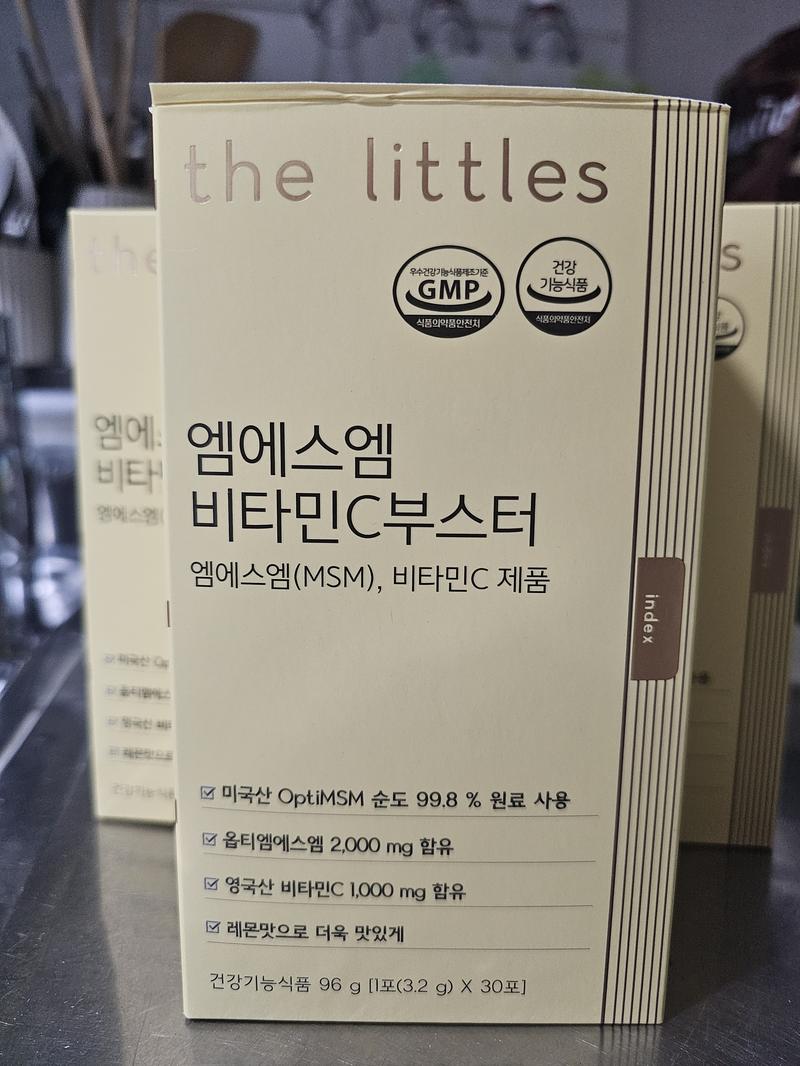 the littles
우수건강기능식품제조기준
GMP
식품의약품안전처
건강
기능식품
식품의약품안전처
엠에스엠
비타민C부스터
엠에스엠(MSM), 비타민C 제품
index
미국산 OptiMSM 순도 99.8 % 원료 사용
옵티엠에스엠 2,000 mg 함유
영국산 비타민C 1,000 mg 함유
레몬맛으로 더욱 맛있게
건강기능식품 96 g [1포(3.2 g) X 30포]